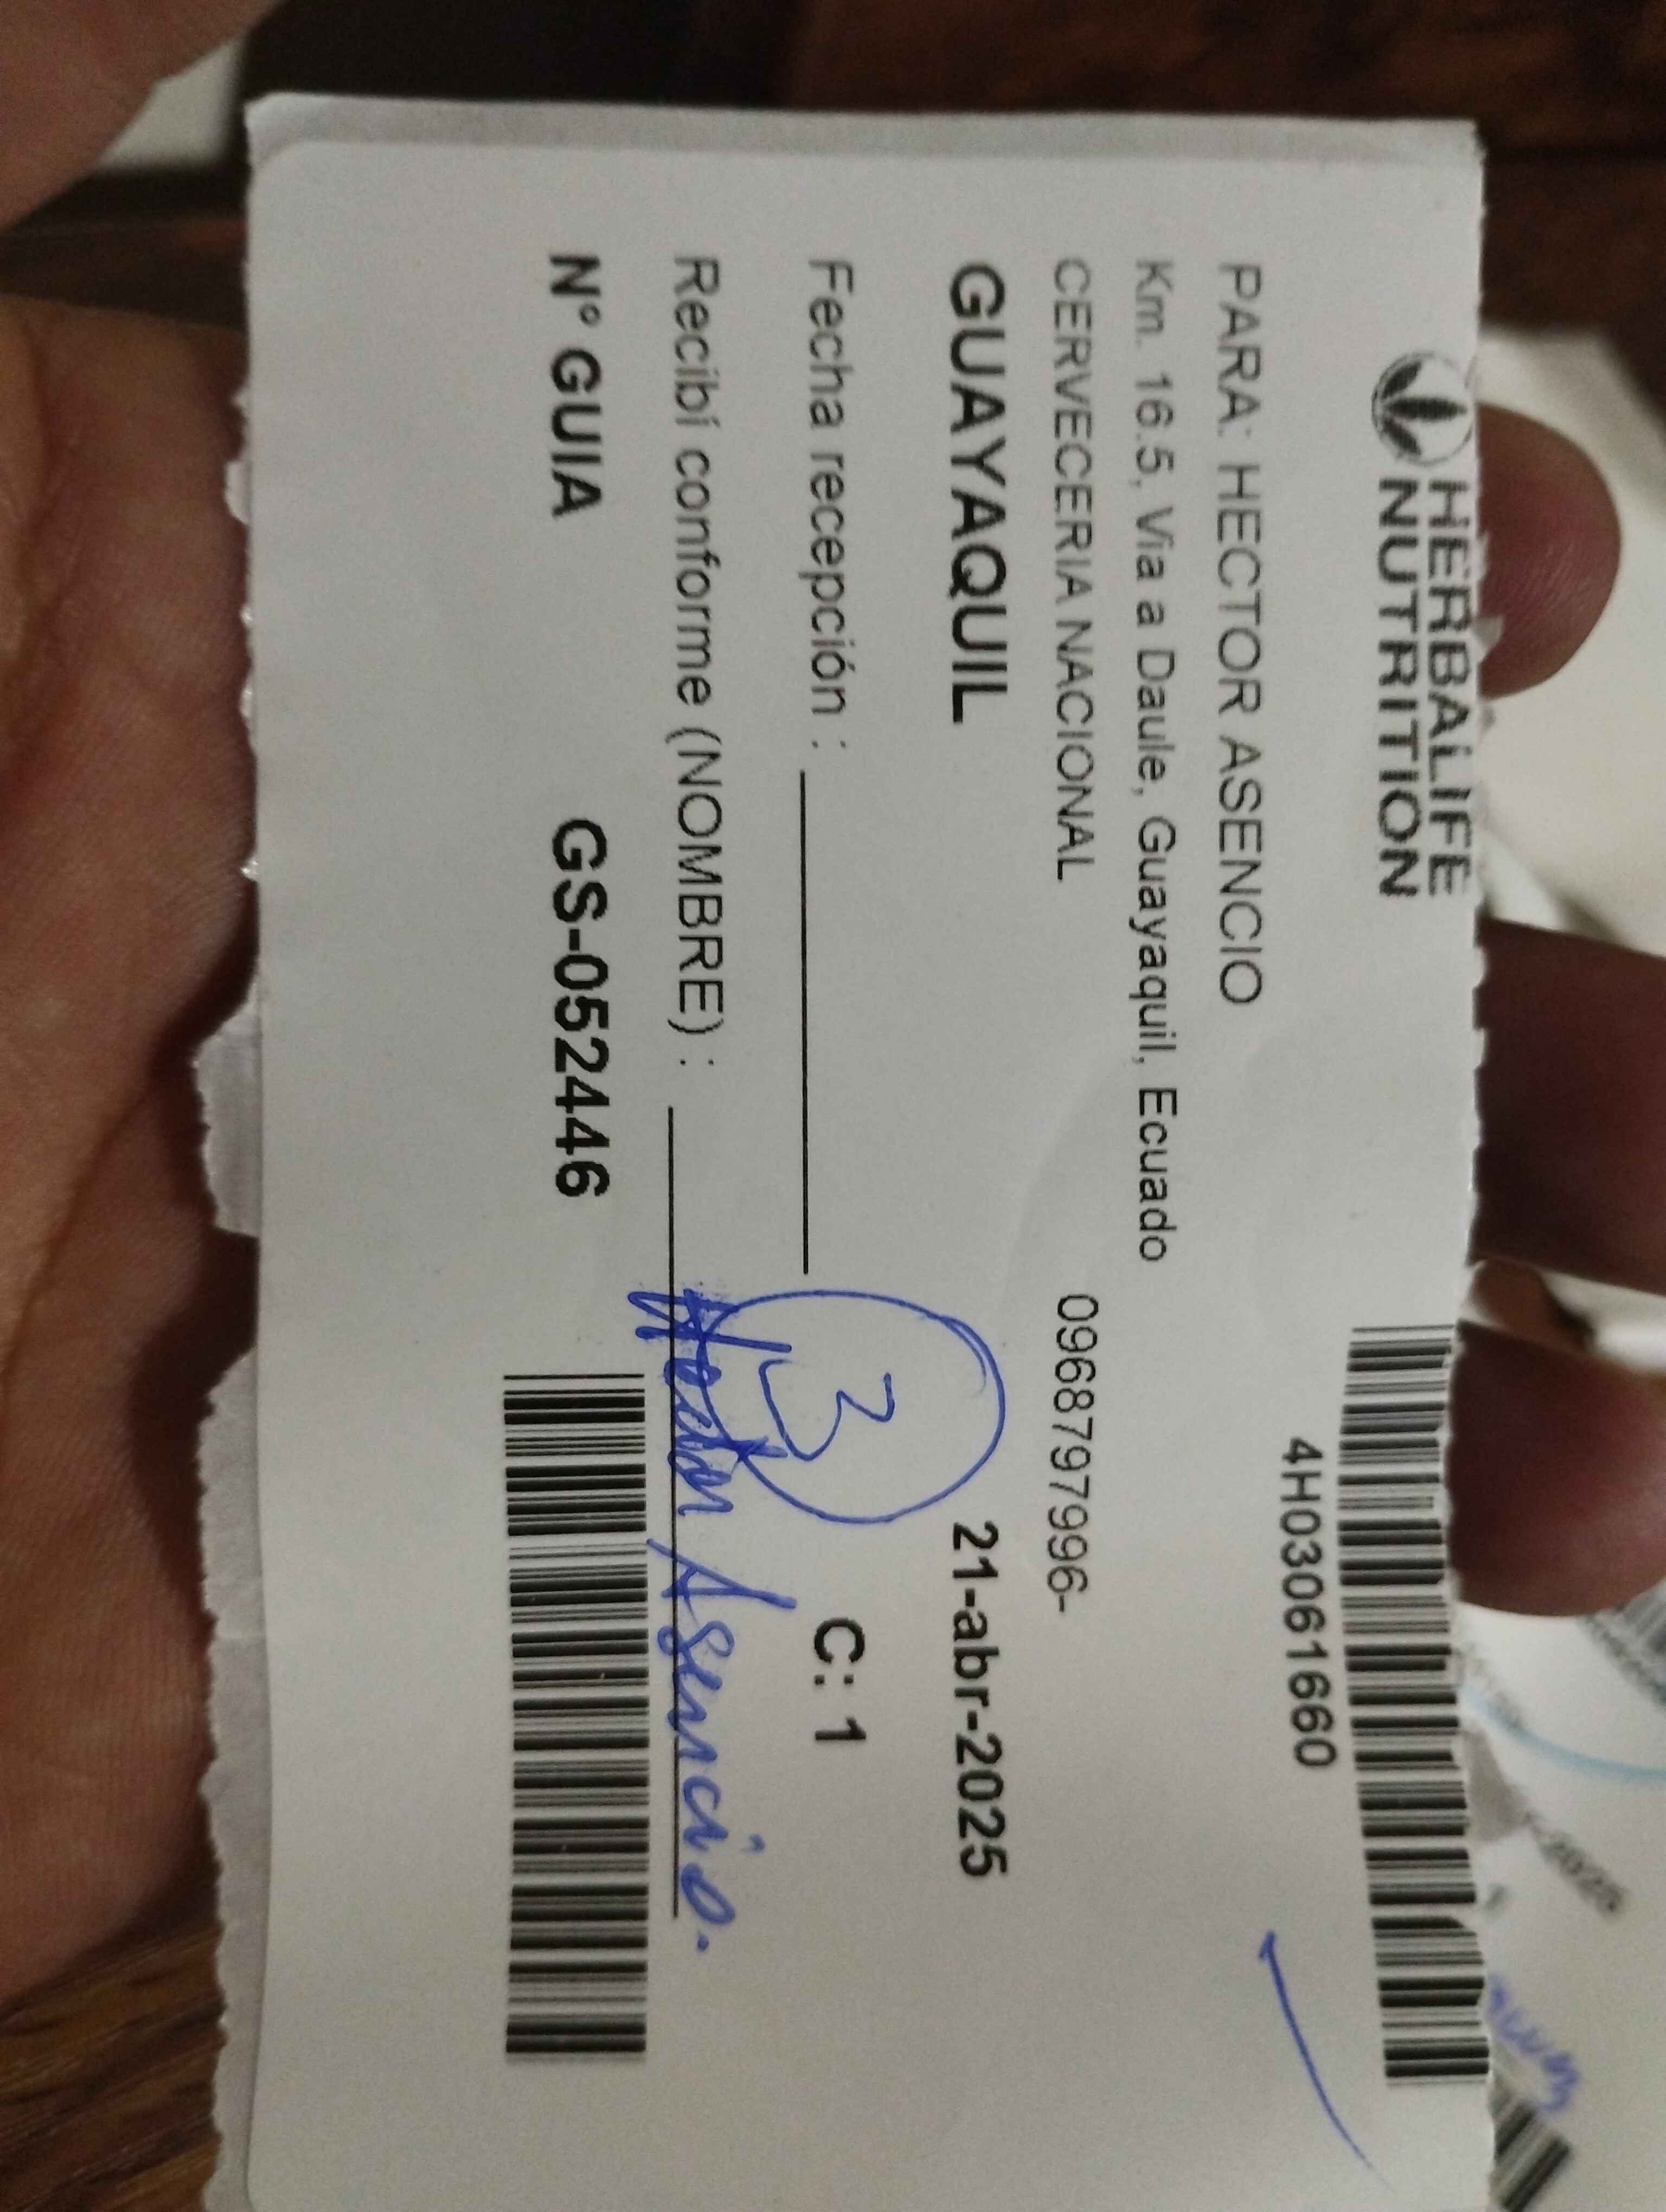 HERBALIFE
NUTRITION
4H03061660
PARA: HECTOR ASENCIO
Km. 16.5, Via a Daule, Guayaquil, Ecuado
CERVECERIA NACIONAL 0968797996-
GUAYAQUIL 21-abr-2025
Fecha recepción : 3 C: 1
Recibí conforme (NOMBRE) : Hector Asencio.
N° GUIA GS-052446